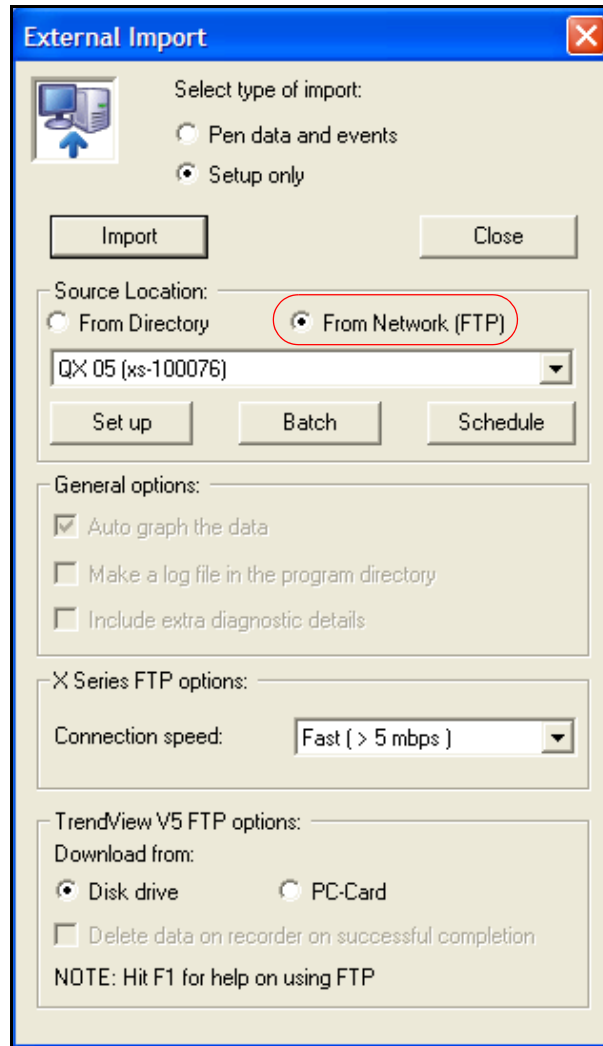 External Import
Select type of import:
Pen data and events
Setup only
Import Close
Source Location:
From Directory From Network (FTP)
QX 05 (xs-100076)
Set up Batch Schedule
General options:
Auto graph the data
Make a log file in the program directory
Include extra diagnostic details
X Series FTP options:
Connection speed: Fast ( > 5 mbps )
TrendView V5 FTP options:
Download from:
Disk drive PC-Card
Delete data on recorder on successful completion
NOTE: Hit F1 for help on using FTP